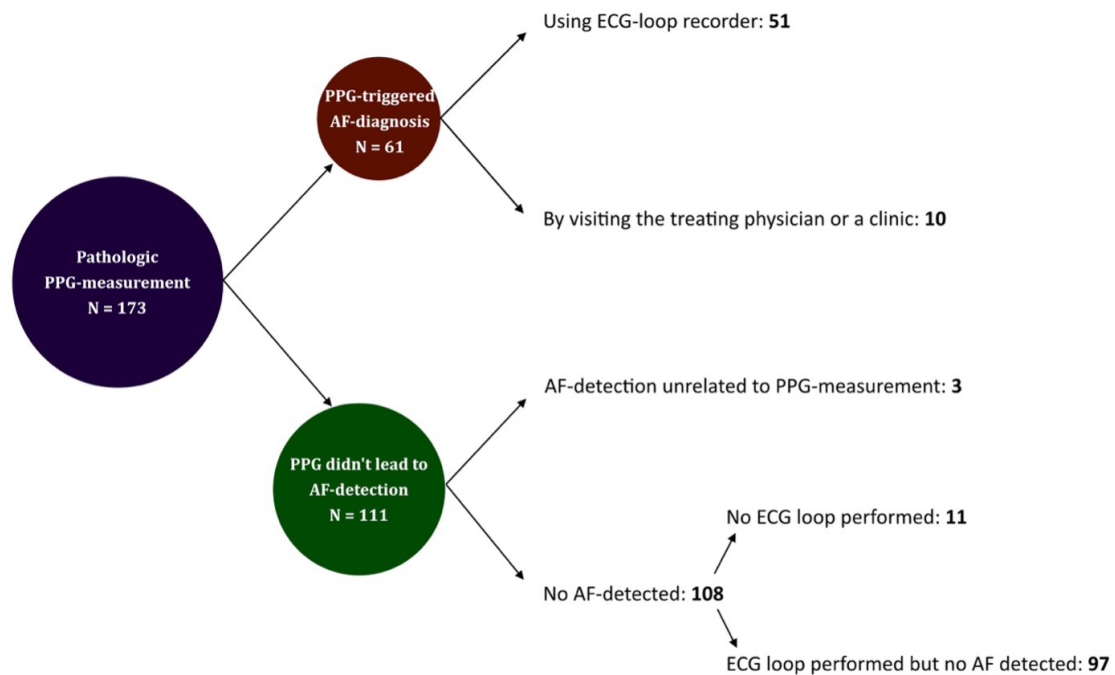 Using ECG-loop recorder: 51
PPG-triggered
AF-diagnosis
N = 61
By visiting the treating physician or a clinic: 10
Pathologic
PPG-measurement
N = 173
AF-detection unrelated to PPG-measurement: 3
PPG didn't lead to
AF-detection
N = 111
No ECG loop performed: 11
No AF-detected: 108
ECG loop performed but no AF detected: 97